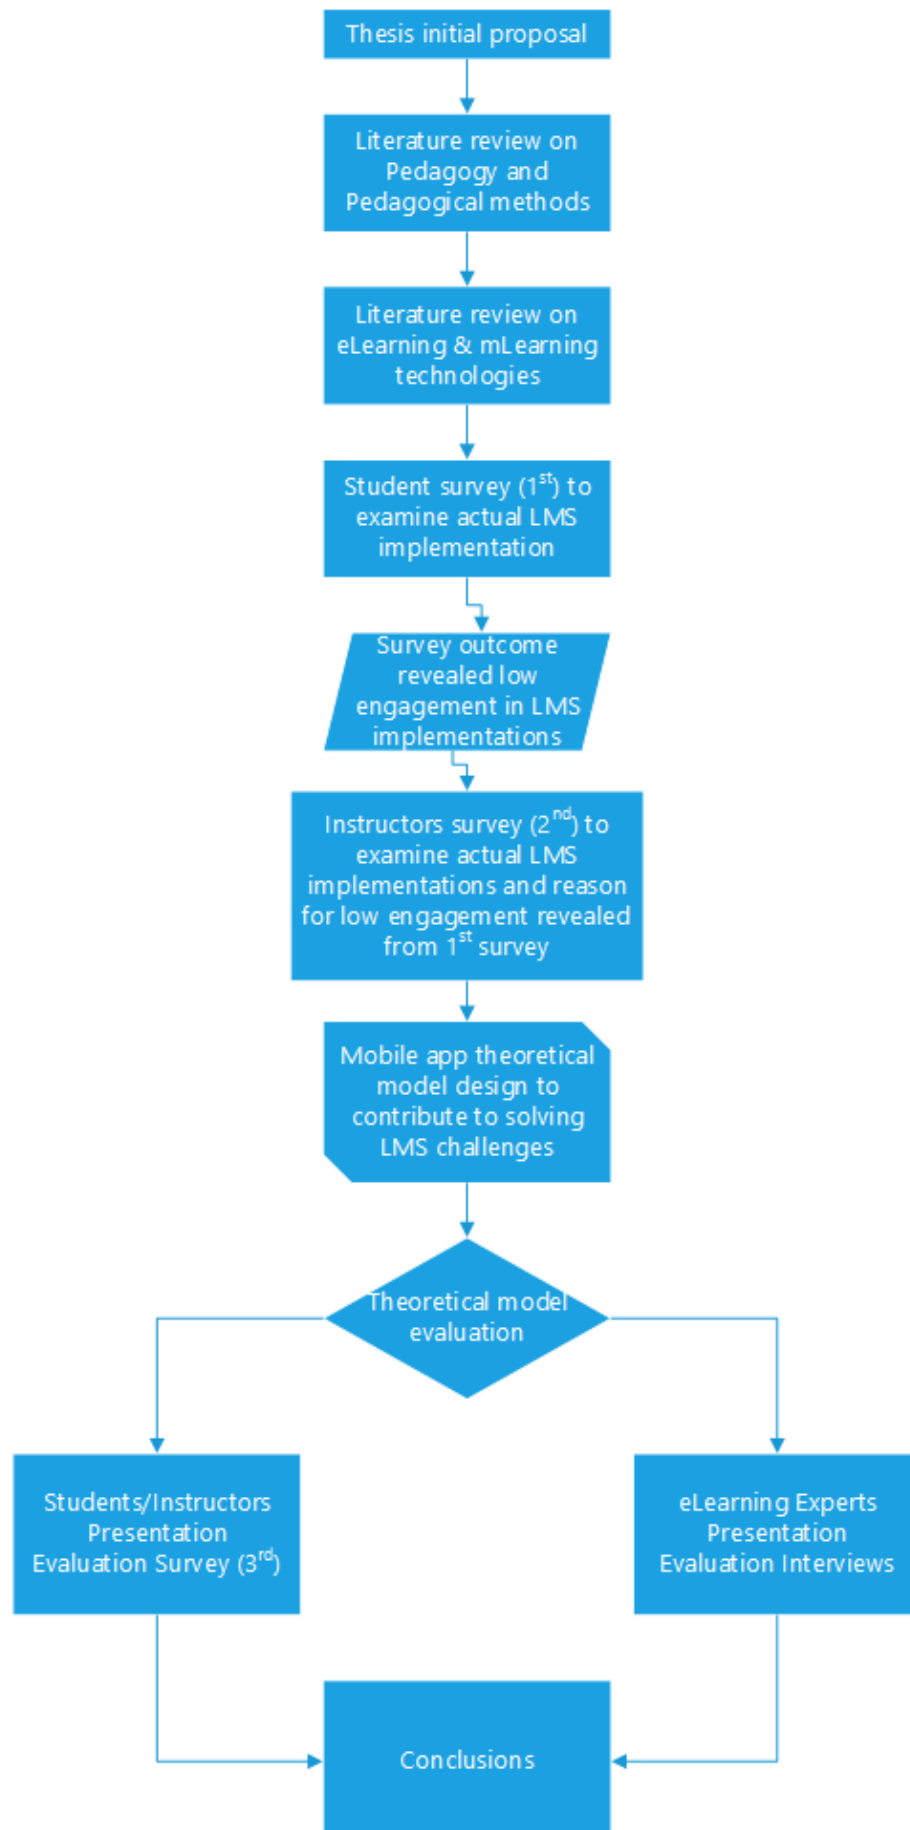 Thesis initial proposal
Literature review on
Pedagogy and
Pedagogical methods
Literature review on
eLearning & mLearning
technologies
Student survey (1st) to
examine actual LMS
implementation
Survey outcome
revealed low
engagement in LMS
implementations
Instructors survey (2nd) to
examine actual LMS
implementations and reason
for low engagement revealed
from 1st survey
Mobile app theoretical
model design to
contribute to solving
LMS challenges
Theoretical model
evaluation
Students/Instructors
Presentation
Evaluation Survey (3rd)
eLearning Experts
Presentation
Evaluation Interviews
Conclusions